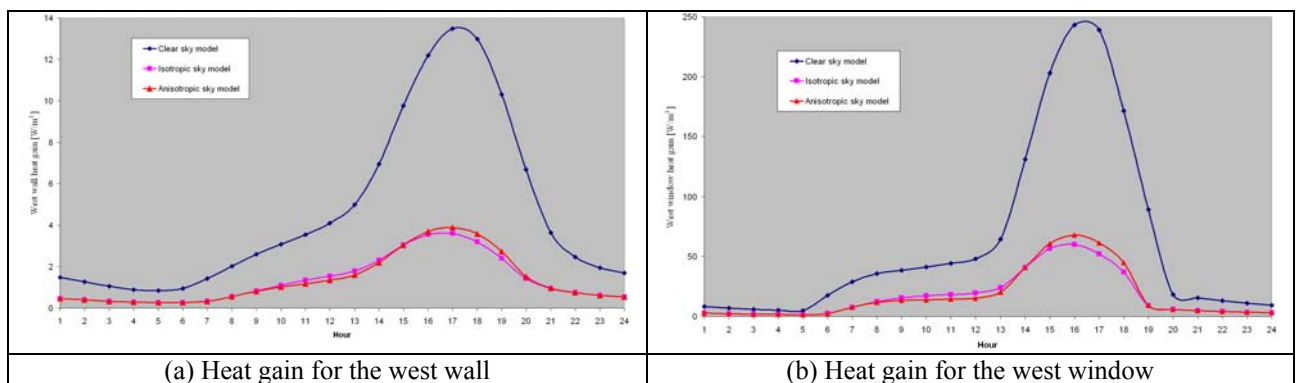 14
12
10
8
6
4
2
0
West wall heat gain [W/m²]
Clear sky model
Isotropic sky model
Anisotropic sky model
1 2 3 4 5 6 7 8 9 10 11 12 13 14 15 16 17 18 19 20 21 22 23 24
Hour
(a) Heat gain for the west wall
250
200
150
100
50
0
West window heat gain [W/m²]
Clear sky model
Isotropic sky model
Anisotropic sky model
1 2 3 4 5 6 7 8 9 10 11 12 13 14 15 16 17 18 19 20 21 22 23 24
Hour
(b) Heat gain for the west window